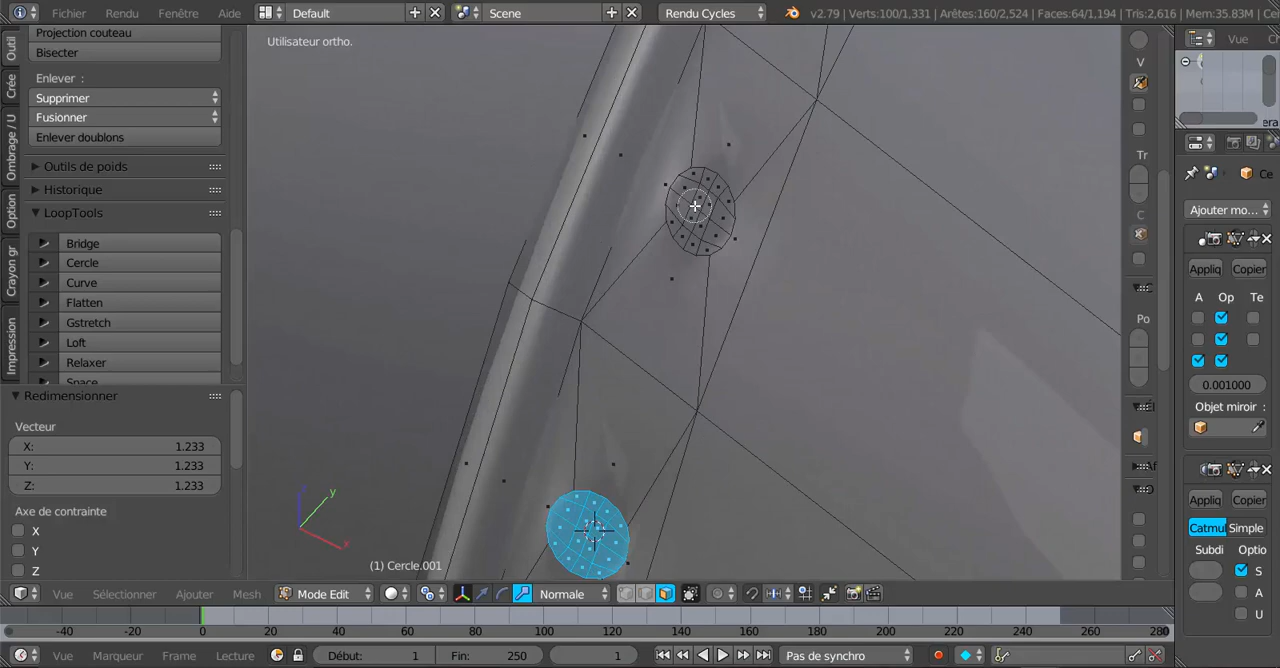 Fichier Rendu Fenêtre Aide Default Scene Rendu Cycles v2.79 | Verts:100/1,331 | Arêtes:160/2,524 | Faces:64/1,194 | Tris:2,616 | Mem:35.83M | Ce
Projection couteau
Bisecter
Enlever :
Supprimer
Fusionner
Enlever doublons
Outils de poids
Historique
LoopTools
Bridge
Cercle
Curve
Flatten
Gstretch
Loft
Relaxer
Space
Redimensionner
Vecteur
X: 1.233
Y: 1.233
Z: 1.233
Axe de contrainte
X
Y
Z
Outil
Crée
Ombrage / U
Option
Crayon gr
Impression
Utilisateur ortho.
z
y
x
(1) Cercle.001
V
Tr
C
Po
Af
Vue Ch
era
Ce
Ajouter mo...
Appliq Copier
A Op Te
0.001000
Objet miroir :
Appliq Copier
Catmu Simple
Subdi Optio
S
A
U
Vue Sélectionner Ajouter Mesh Mode Edit Normale
-40 -20 0 20 40 60 80 100 120 140 160 180 200 220 240 260 280
Vue Marqueur Frame Lecture Début: 1 Fin: 250 1 Pas de synchro